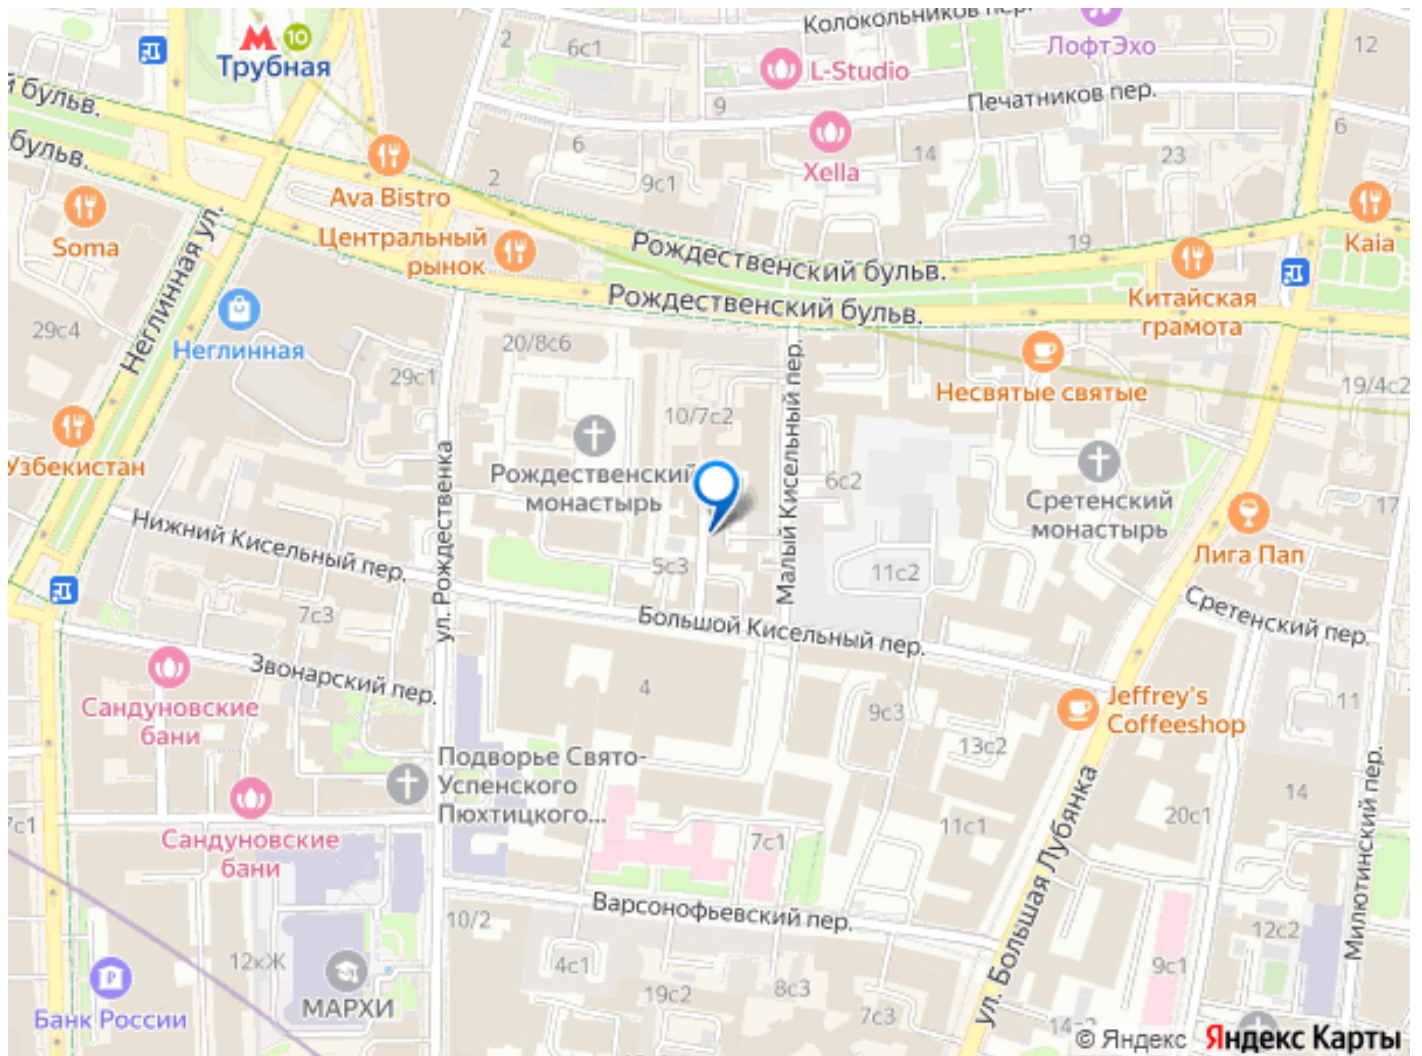 Колокольников пер.
2
6с1
12
10
Трубная
ЛофтЭхо
L-Studio
Печатников пер.
й бульв.
9
6
6
Xella
14
23
бульв.
Ava Bistro
2
9с1
Soma
Неглинная ул.
Центральный
рынок
Рождественский бульв.
19
Kaia
Рождественский бульв.
Китайская
грамота
29с4
Неглинная
29с1
20/8с6
Малый Кисельный пер.
Несвятые святые
19/4с2
10/7с2
Узбекистан
ул. Рождественка
Рождественский
монастырь
6с2
Сретенский
монастырь
17
Нижний Кисельный пер.
Лига Пап
5с3
11с2
7с3
Большой Кисельный пер.
Сретенский пер.
Звонарский пер.
4
Сандуновские
бани
9с3
Jeffrey's
Coffeeshop
11
13с2
Подворье Свято-
Успенского
Пюхтицкого...
14
Милютинский пер.
7с1
Сандуновские
бани
7с1
11с1
20с1
ул. Большая Лубянка
10/2
Варсонофьевский пер.
12с2
12кЖ
4с1
9с1
МАРХИ
19с2
8с3
7с3
Банк России
© Яндекс Яндекс Карты